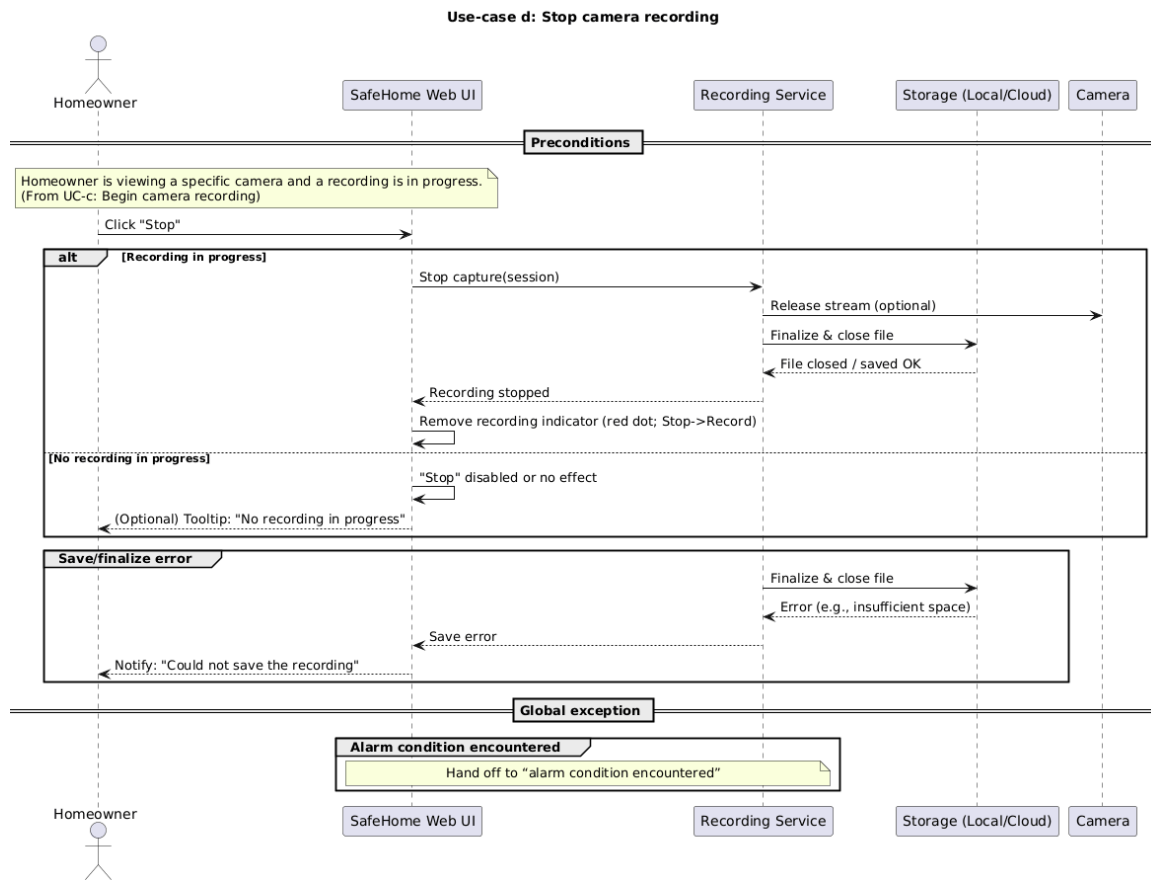 Use-case d: Stop camera recording
Homeowner
SafeHome Web UI
Recording Service
Storage (Local/Cloud)
Camera
Preconditions
Homeowner is viewing a specific camera and a recording is in progress.
(From UC-c: Begin camera recording)
Click "Stop"
alt
[Recording in progress]
Stop capture(session)
Release stream (optional)
Finalize & close file
File closed / saved OK
Recording stopped
Remove recording indicator (red dot; Stop->Record)
[No recording in progress]
"Stop" disabled or no effect
(Optional) Tooltip: "No recording in progress"
Save/finalize error
Finalize & close file
Error (e.g., insufficient space)
Save error
Notify: "Could not save the recording"
Global exception
Alarm condition encountered
Hand off to “alarm condition encountered”
Homeowner
SafeHome Web UI
Recording Service
Storage (Local/Cloud)
Camera